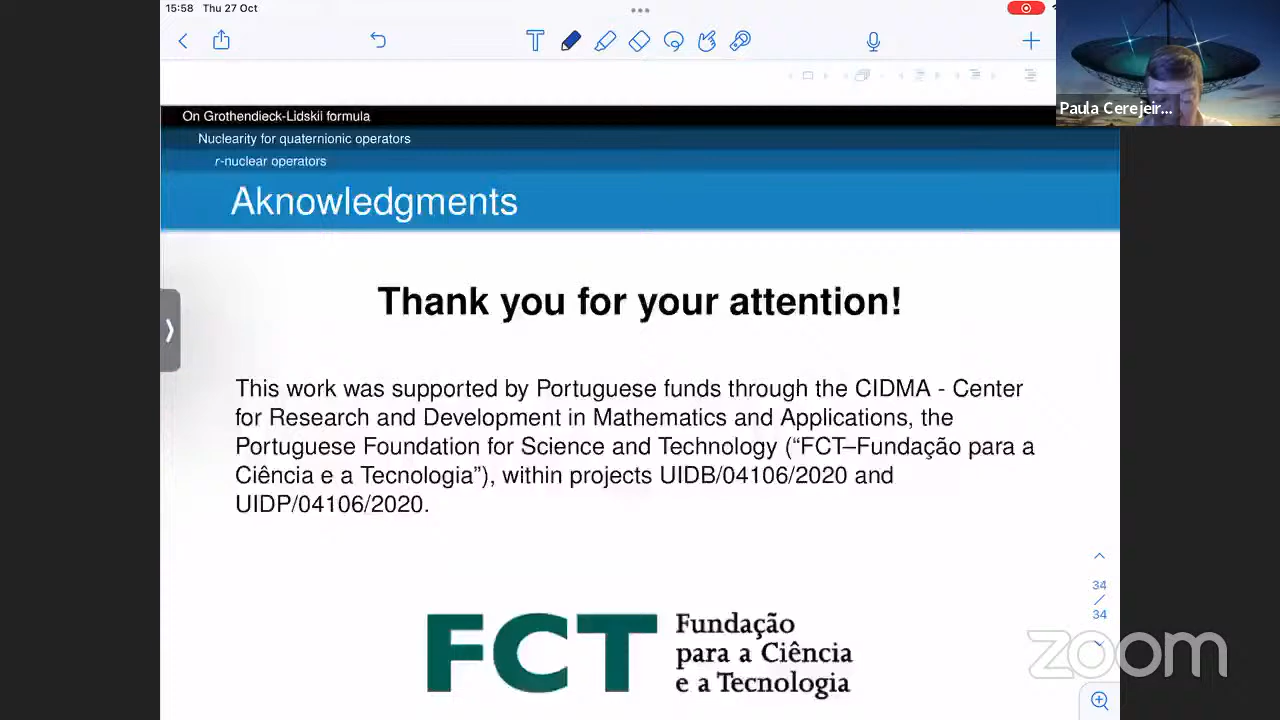 15:58 Thu 27 Oct
Paula Cerejeir...
On Grothendieck-Lidskii formula
Nuclearity for quaternionic operators
r-nuclear operators
Aknowledgments
Thank you for your attention!
This work was supported by Portuguese funds through the CIDMA - Center
for Research and Development in Mathematics and Applications, the
Portuguese Foundation for Science and Technology (“FCT–Fundação para a
Ciência e a Tecnologia”), within projects UIDB/04106/2020 and
UIDP/04106/2020.
34
/
34
FCT
Fundação
para a Ciência
e a Tecnologia
zoom